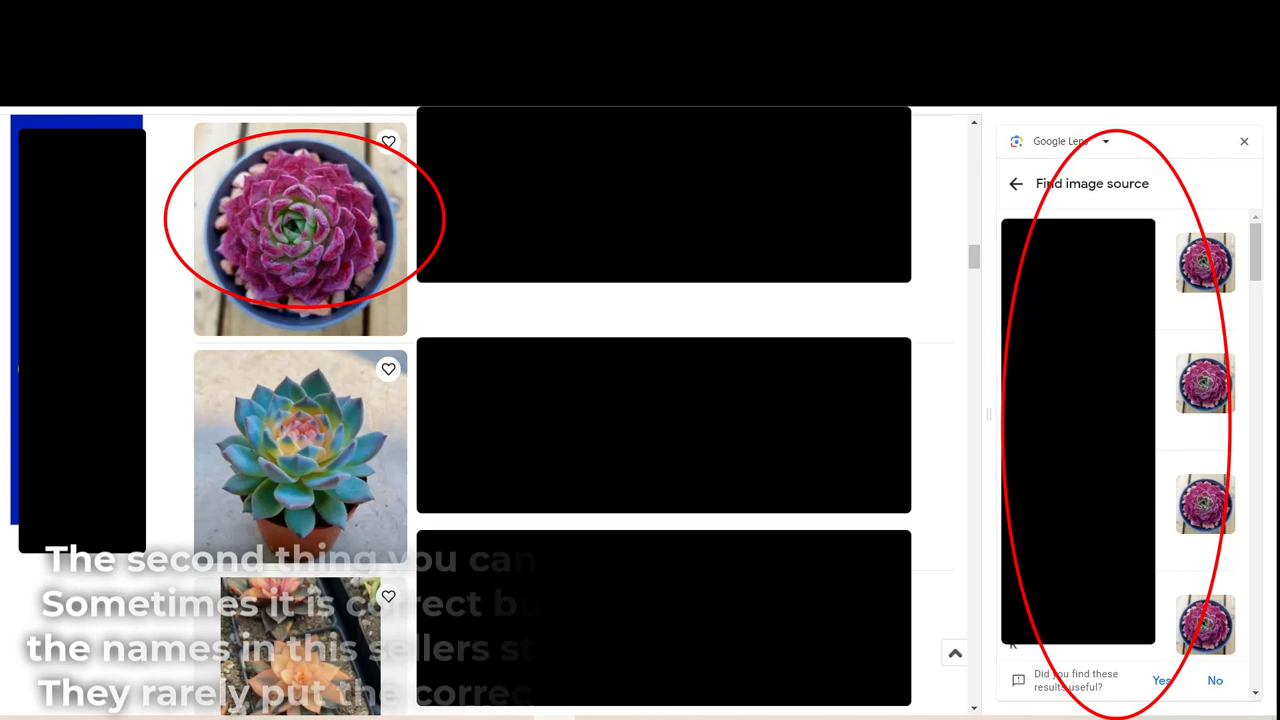 Google Lens
Find image source
The second thing you can
Sometimes it is correct bu
the names in this sellers st
They rarely put the correc
Did you find these
results useful?
Yes
No